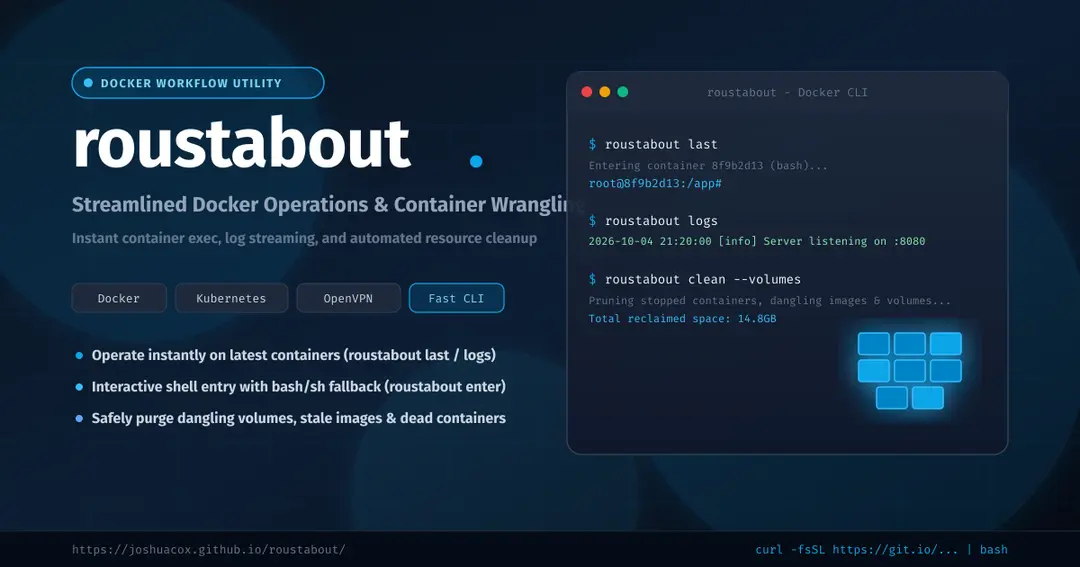 DOCKER WORKFLOW UTILITY
roustabout
Streamlined Docker Operations & Container Wrangling
Instant container exec, log streaming, and automated resource cleanup
Docker
Kubernetes
OpenVPN
Fast CLI
Operate instantly on latest containers (roustabout last / logs)
Interactive shell entry with bash/sh fallback (roustabout enter)
Safely purge dangling volumes, stale images & dead containers
roustabout - Docker CLI
$ roustabout last
Entering container 8f9b2d13 (bash)...
root@8f9b2d13:/app#
$ roustabout logs
2026-10-04 21:20:00 [info] Server listening on :8080
$ roustabout clean --volumes
Pruning stopped containers, dangling images & volumes...
Total reclaimed space: 14.8GB
https://joshuacox.github.io/roustabout/
curl -fsSL https://git.io/... | bash